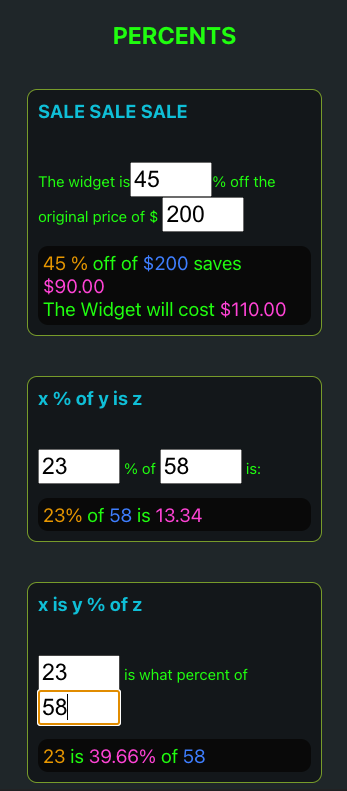 PERCENTS
SALE SALE SALE
The widget is 45 % off the
original price of $ 200
45 % off of $200 saves
$90.00
The Widget will cost $110.00
x % of y is z
23 % of 58 is:
23% of 58 is 13.34
x is y % of z
23 is what percent of
58
23 is 39.66% of 58